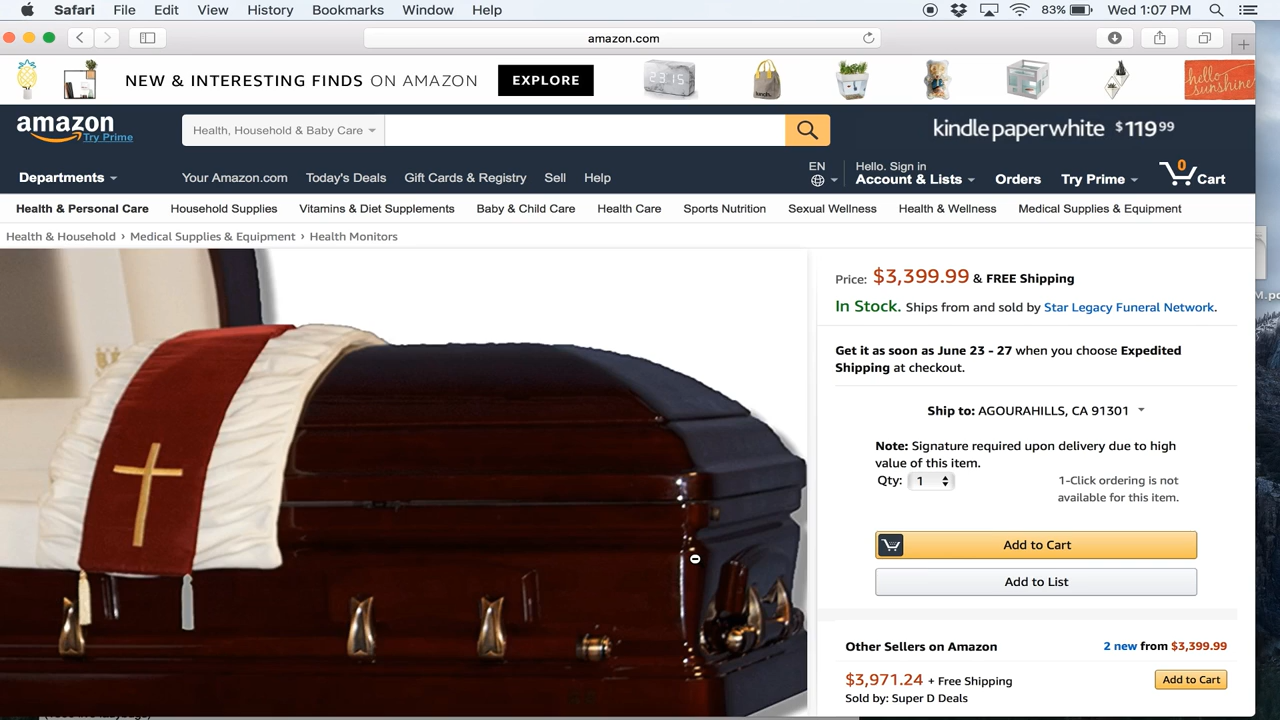 Safari File Edit View History Bookmarks Window Help 83% Wed 1:07 PM
amazon.com
NEW & INTERESTING FINDS ON AMAZON EXPLORE 23:15 hello sunshine
amazon
Try Prime
Health, Household & Baby Care
kindle paperwhite $119 99
Departments Your Amazon.com Today's Deals Gift Cards & Registry Sell Help
EN Hello. Sign in
Account & Lists Orders Try Prime 0 Cart
Health & Personal Care Household Supplies Vitamins & Diet Supplements Baby & Child Care Health Care Sports Nutrition Sexual Wellness Health & Wellness Medical Supplies & Equipment
Health & Household › Medical Supplies & Equipment › Health Monitors
Price: $3,399.99 & FREE Shipping
In Stock. Ships from and sold by Star Legacy Funeral Network.
Get it as soon as June 23 - 27 when you choose Expedited
Shipping at checkout.
Ship to: AGOURAHILLS, CA 91301
Note: Signature required upon delivery due to high
value of this item.
Qty: 1
1-Click ordering is not
available for this item.
Add to Cart
Add to List
Other Sellers on Amazon 2 new from $3,399.99
$3,971.24 + Free Shipping Add to Cart
Sold by: Super D Deals